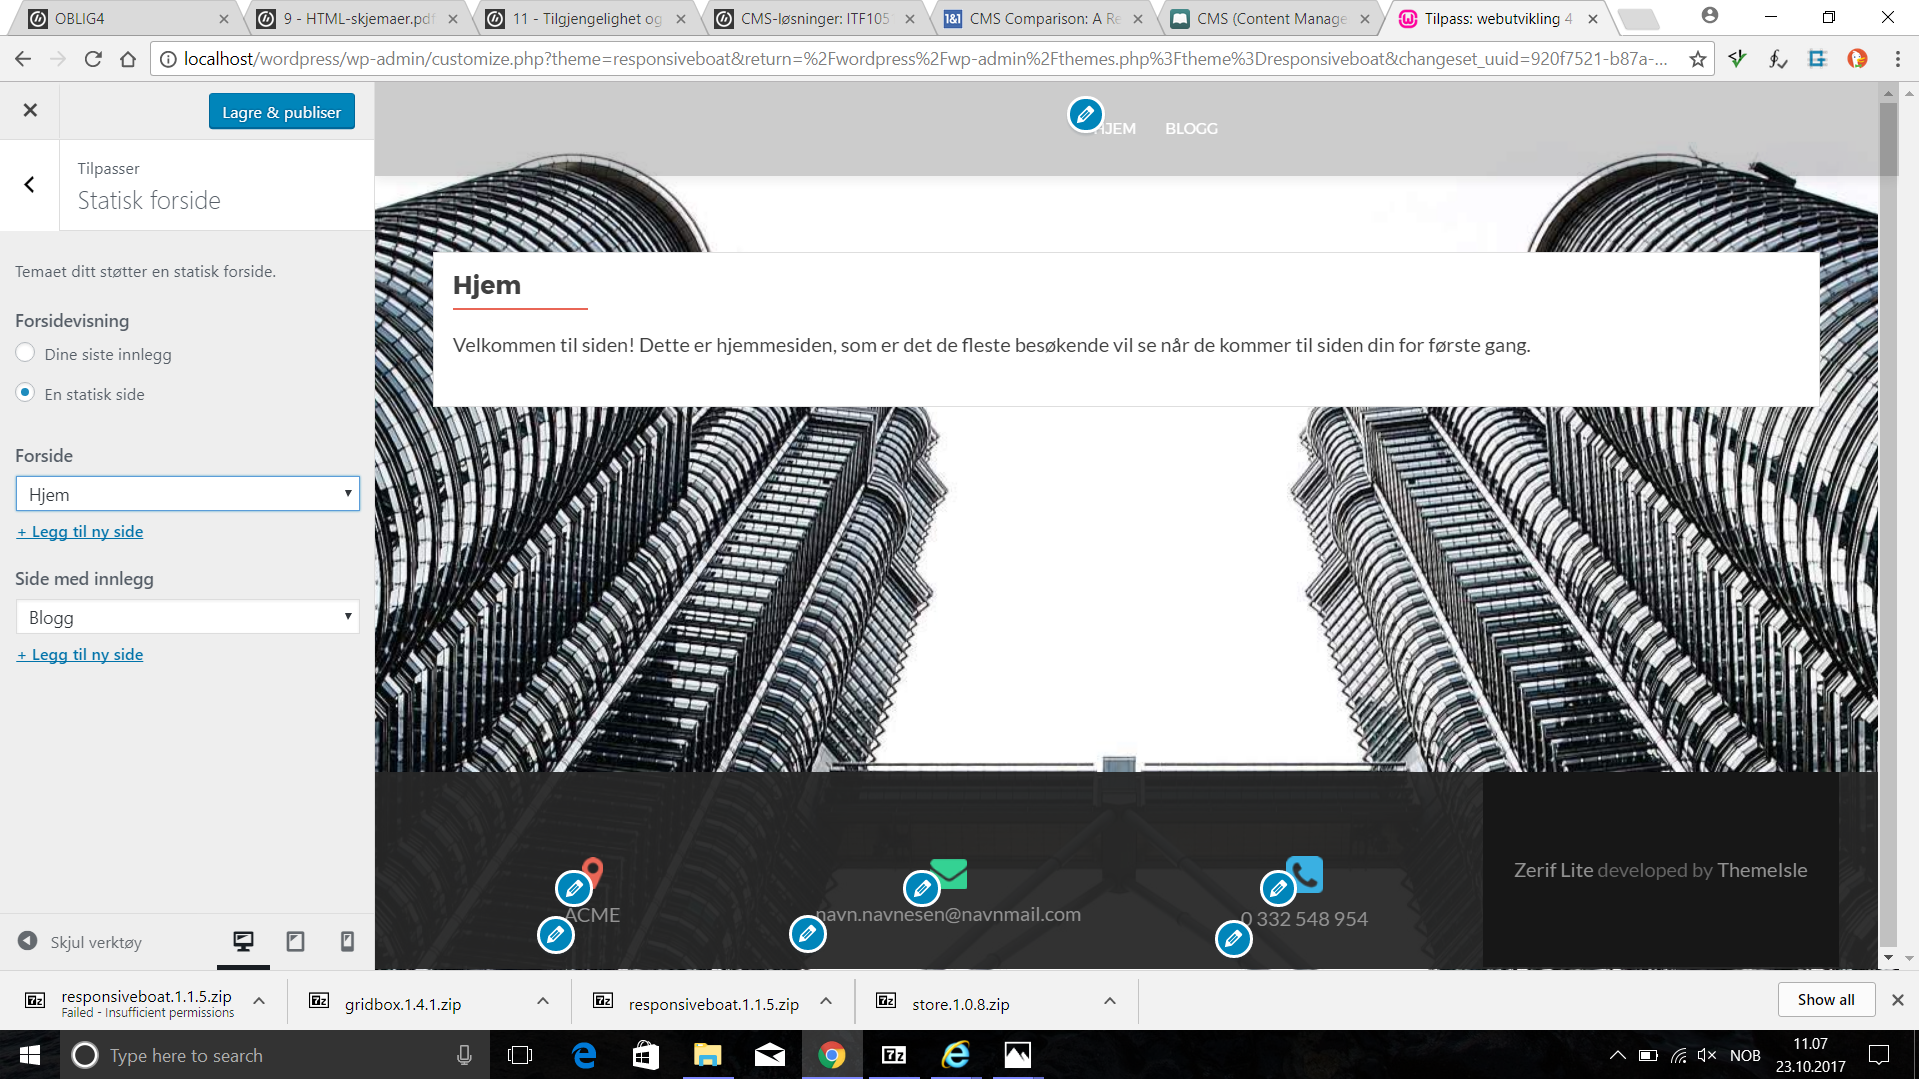 OBLIG4
9 - HTML-skjemaer.pdf
11 - Tilgjengelighet og
CMS-løsninger: ITF105
CMS Comparison: A Re
CMS (Content Manage
Tilpass: webutvikling 4
localhost/wordpress/wp-admin/customize.php?theme=responsiveboat&return=%2Fwordpress%2Fwp-admin%2Fthemes.php%3Ftheme%3Dresponsiveboat&changeset_uuid=920f7521-b87a-...
Lagre & publiser
Tilpasser
Statisk forside
Temaet ditt støtter en statisk forside.
Forsidevisning
Dine siste innlegg
En statisk side
Forside
Hjem
+ Legg til ny side
Side med innlegg
Blogg
+ Legg til ny side
Skjul verktøy
HJEM BLOGG
Hjem
Velkommen til siden! Dette er hjemmesiden, som er det de fleste besøkende vil se når de kommer til siden din for første gang.
ACME
navn.navnesen@navnmail.com
0 332 548 954
Zerif Lite developed by ThemeIsle
responsiveboat.1.1.5.zip
Failed - Insufficient permissions
gridbox.1.4.1.zip
responsiveboat.1.1.5.zip
store.1.0.8.zip
Show all
Type here to search
NOB
11.07
23.10.2017